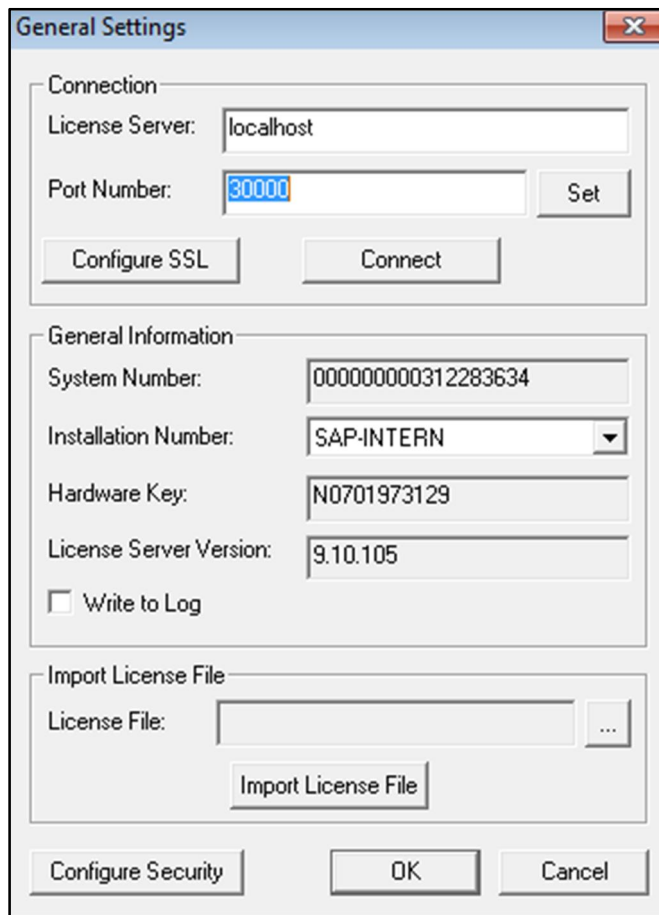 General Settings
Connection
License Server: localhost
Port Number: 30000 Set
Configure SSL Connect
General Information
System Number: 000000000312283634
Installation Number: SAP-INTERN
Hardware Key: N0701973129
License Server Version: 9.10.105
Write to Log
Import License File
License File: ...
Import License File
Configure Security OK Cancel